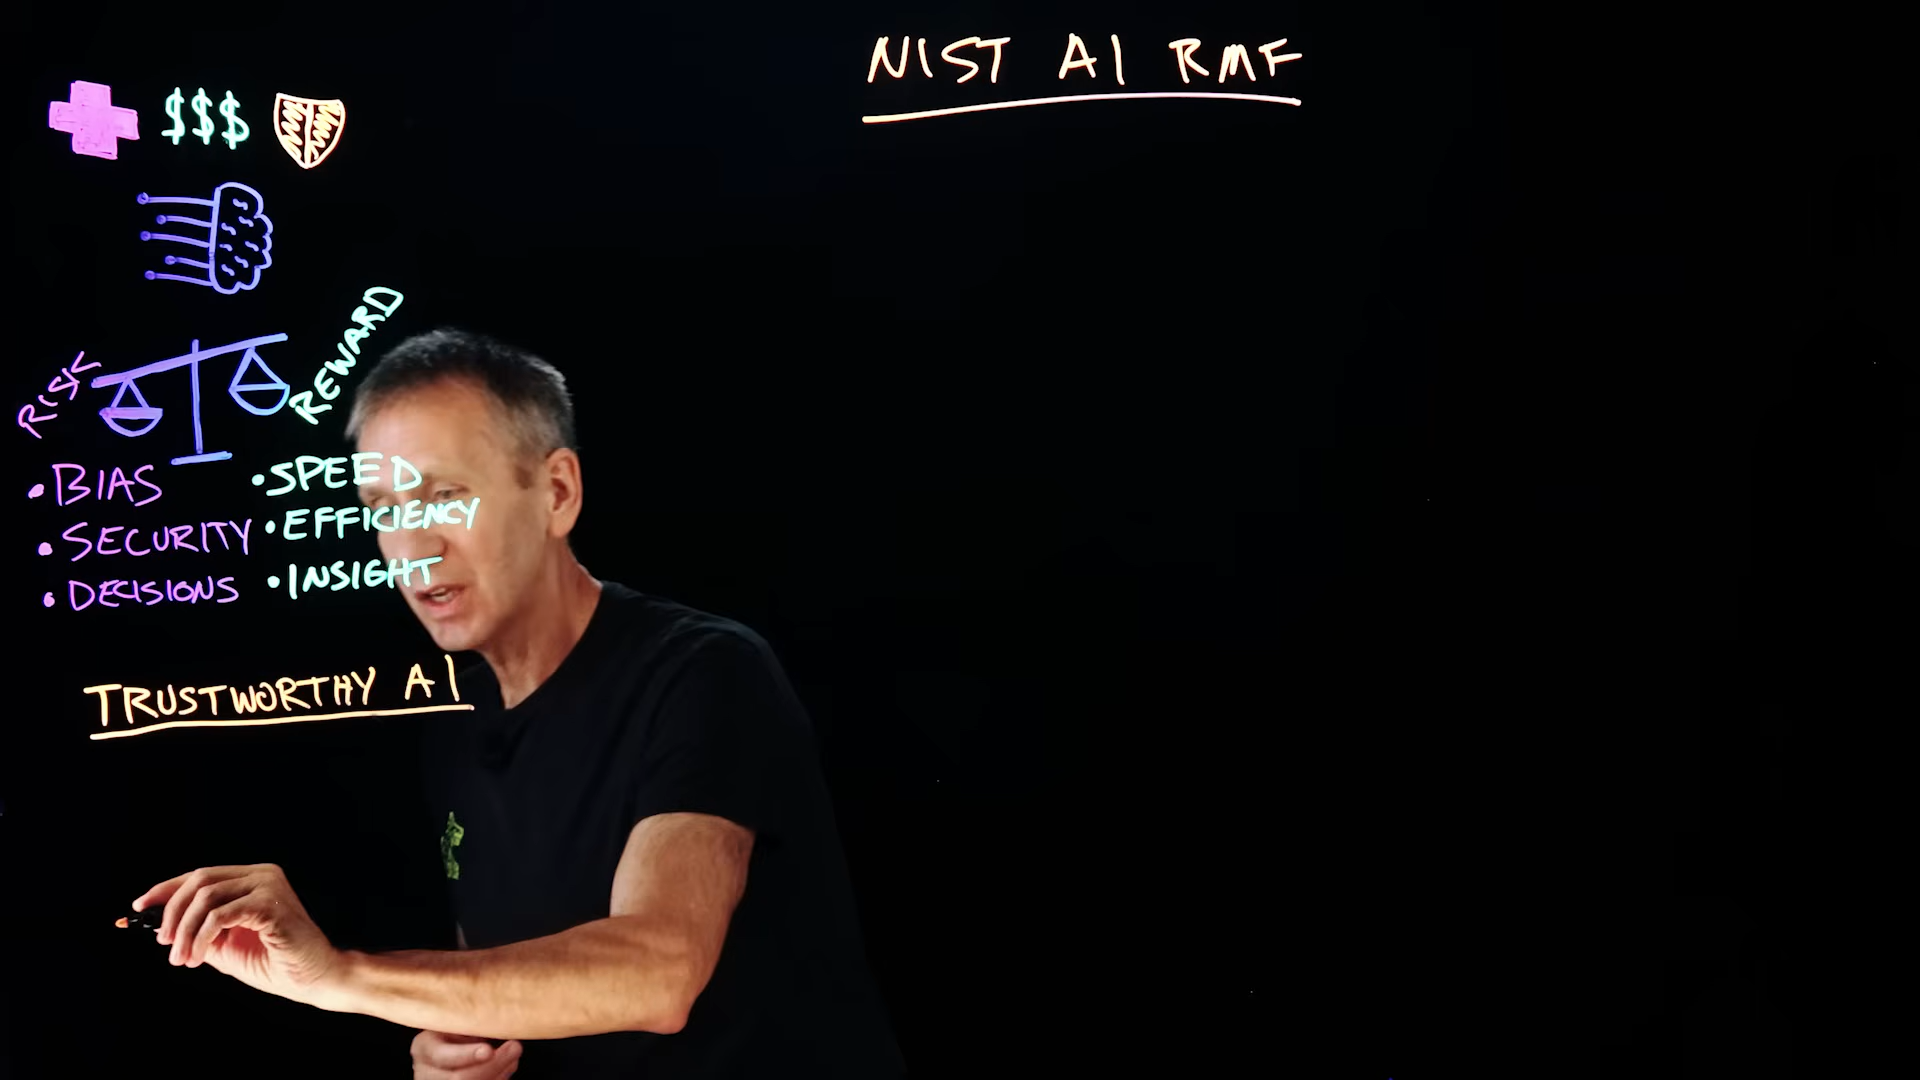 NIST AI RMF
$$$
RISK
REWARD
• BIAS
• SECURITY
• DECISIONS
• SPEED
• EFFICIENCY
• INSIGHT
TRUSTWORTHY AI